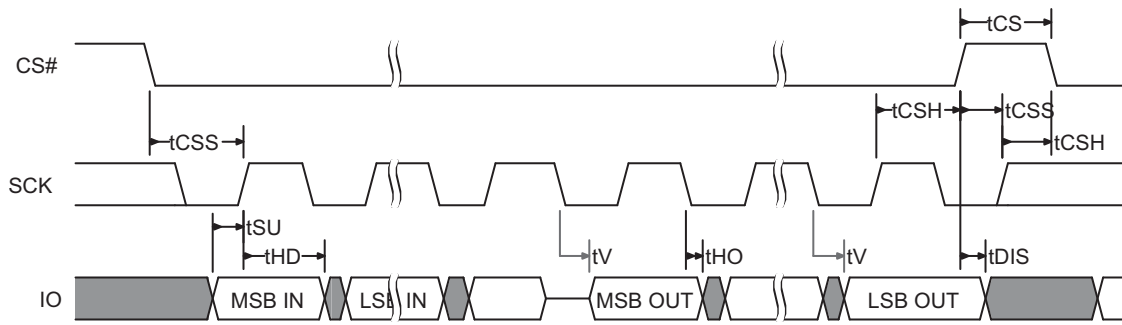 tCS
CS#
tCSH
tCSS
tCSS
tCSH
SCK
tSU
tHD
tV
tHO
tV
tDIS
IO
MSB IN
LSB IN
MSB OUT
LSB OUT